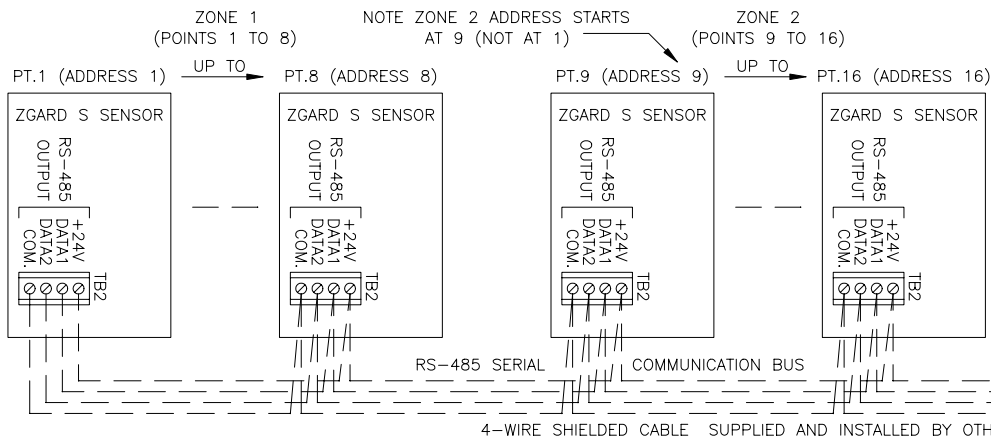 ZONE 1
(POINTS 1 TO 8)
NOTE ZONE 2 ADDRESS STARTS
AT 9 (NOT AT 1)
ZONE 2
(POINTS 9 TO 16)
PT.1 (ADDRESS 1)
UP TO
PT.8 (ADDRESS 8)
PT.9 (ADDRESS 9)
UP TO
PT.16 (ADDRESS 16)
ZGARD S SENSOR
RS-485
OUTPUT
+24V
DATA1
DATA2
COM.
TB2
ZGARD S SENSOR
RS-485
OUTPUT
+24V
DATA1
DATA2
COM.
TB2
ZGARD S SENSOR
RS-485
OUTPUT
+24V
DATA1
DATA2
COM.
TB2
ZGARD S SENSOR
RS-485
OUTPUT
+24V
DATA1
DATA2
COM.
TB2
RS-485 SERIAL COMMUNICATION BUS
4-WIRE SHIELDED CABLE SUPPLIED AND INSTALLED BY OTH